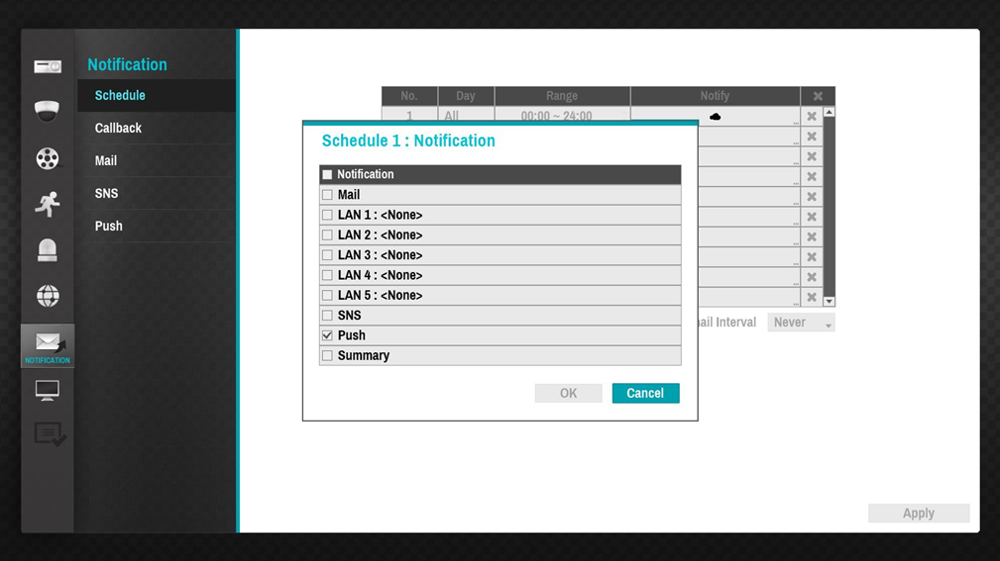 Notification
Schedule
Callback
Mail
SNS
Push
NOTIFICATION
No. Day Range Notify
1 All 00:00 ~ 24:00
Schedule 1 : Notification
Notification
Mail
LAN 1 : <None>
LAN 2 : <None>
LAN 3 : <None>
LAN 4 : <None>
LAN 5 : <None>
SNS
Push
Summary
OK Cancel
Interval Never
Apply